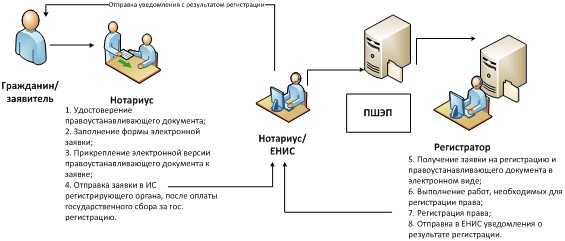 Отправка уведомления с результатом регистрации
Гражданин/
заявитель
Нотариус
1. Удостоверение
правоустанавливающего документа;
2. Заполнение формы электронной
заявки;
3. Прикрепление электронной версии
правоустанавливающего документа к
заявке;
4. Отправка заявки в ИС
регистрирующего органа, после оплаты
государственного сбора за гос.
регистрацию.
Нотариус/
ЕНИС
ПШЭП
Регистратор
5. Получение заявки на регистрацию и
правоустанавливающего документа в
электронном виде;
6. Выполнение работ, необходимых для
регистрации права;
7. Регистрация права;
8. Отправка в ЕНИС уведомления о
результате регистрации.